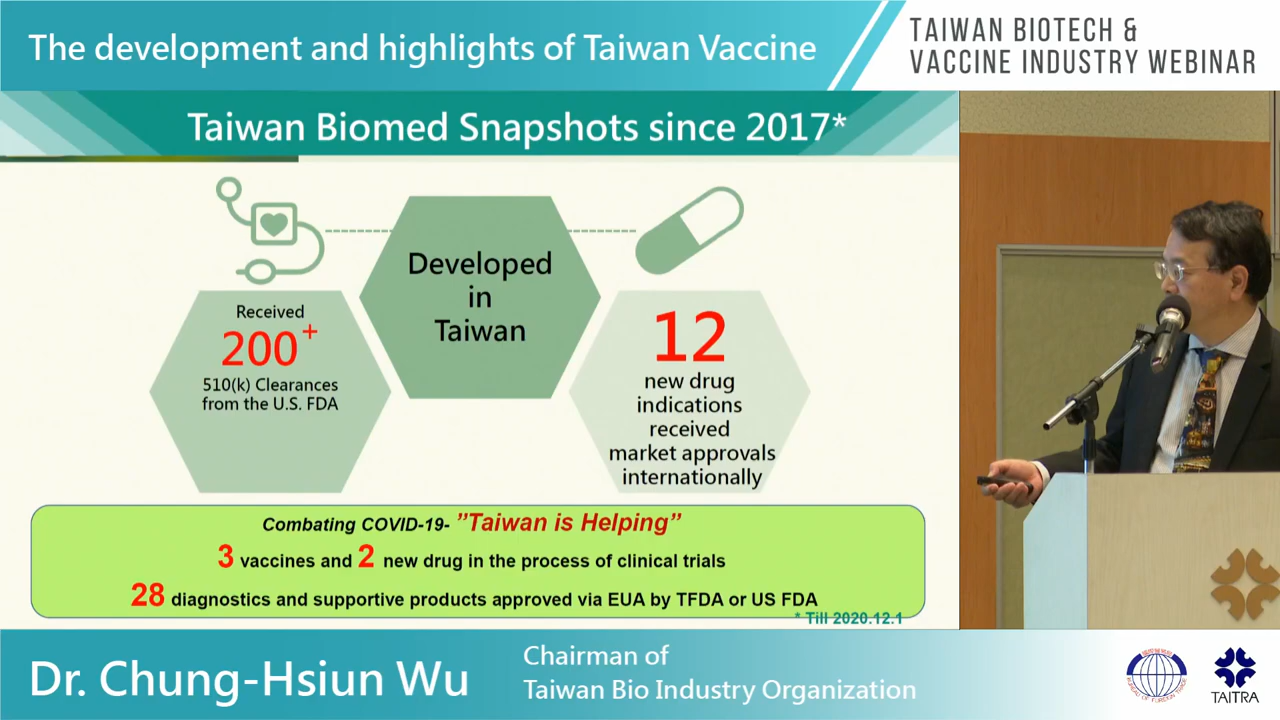 The development and highlights of Taiwan Vaccine
TAIWAN BIOTECH &
VACCINE INDUSTRY WEBINAR
Taiwan Biomed Snapshots since 2017*
Developed
in
Taiwan
Received
200+
510(k) Clearances
from the U.S. FDA
12
new drug
indications
received
market approvals
internationally
Combating COVID-19- ”Taiwan is Helping”
3 vaccines and 2 new drug in the process of clinical trials
28 diagnostics and supportive products approved via EUA by TFDA or US FDA
* Till 2020.12.1
Dr. Chung-Hsiun Wu
Chairman of
Taiwan Bio Industry Organization
BUREAU OF FOREIGN TRADE
TAITRA